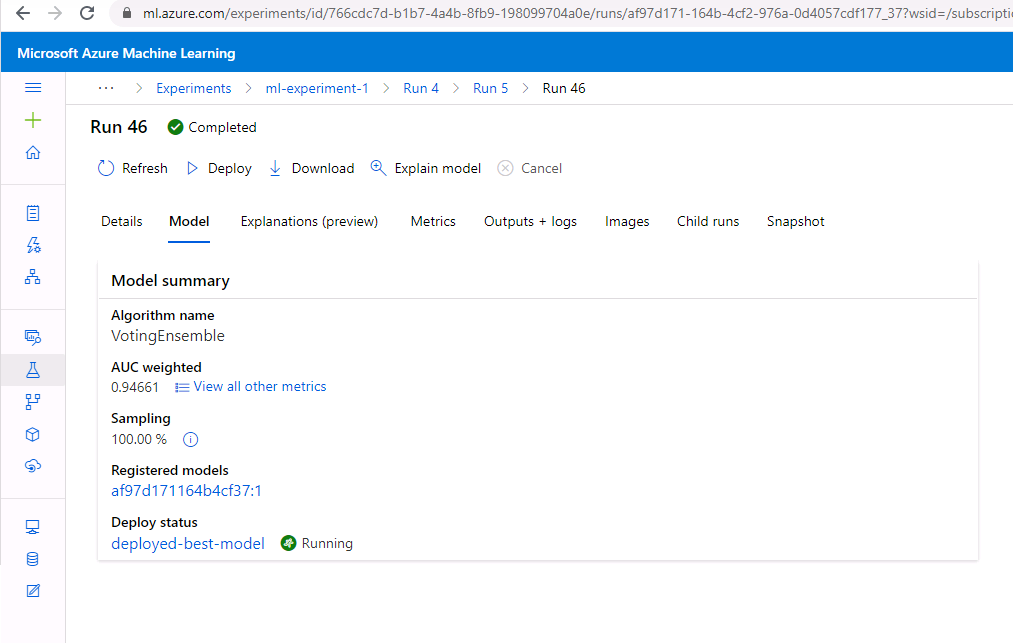 ml.azure.com/experiments/id/766cdc7d-b1b7-4a4b-8fb9-198099704a0e/runs/af97d171-164b-4cf2-976a-0d4057cdf177_37?wsid=/subscripti
Microsoft Azure Machine Learning
... > Experiments > ml-experiment-1 > Run 4 > Run 5 > Run 46
Run 46 Completed
Refresh Deploy Download Explain model Cancel
Details Model Explanations (preview) Metrics Outputs + logs Images Child runs Snapshot
Model summary
Algorithm name
VotingEnsemble
AUC weighted
0.94661 View all other metrics
Sampling
100.00 %
Registered models
af97d171164b4cf37:1
Deploy status
deployed-best-model Running